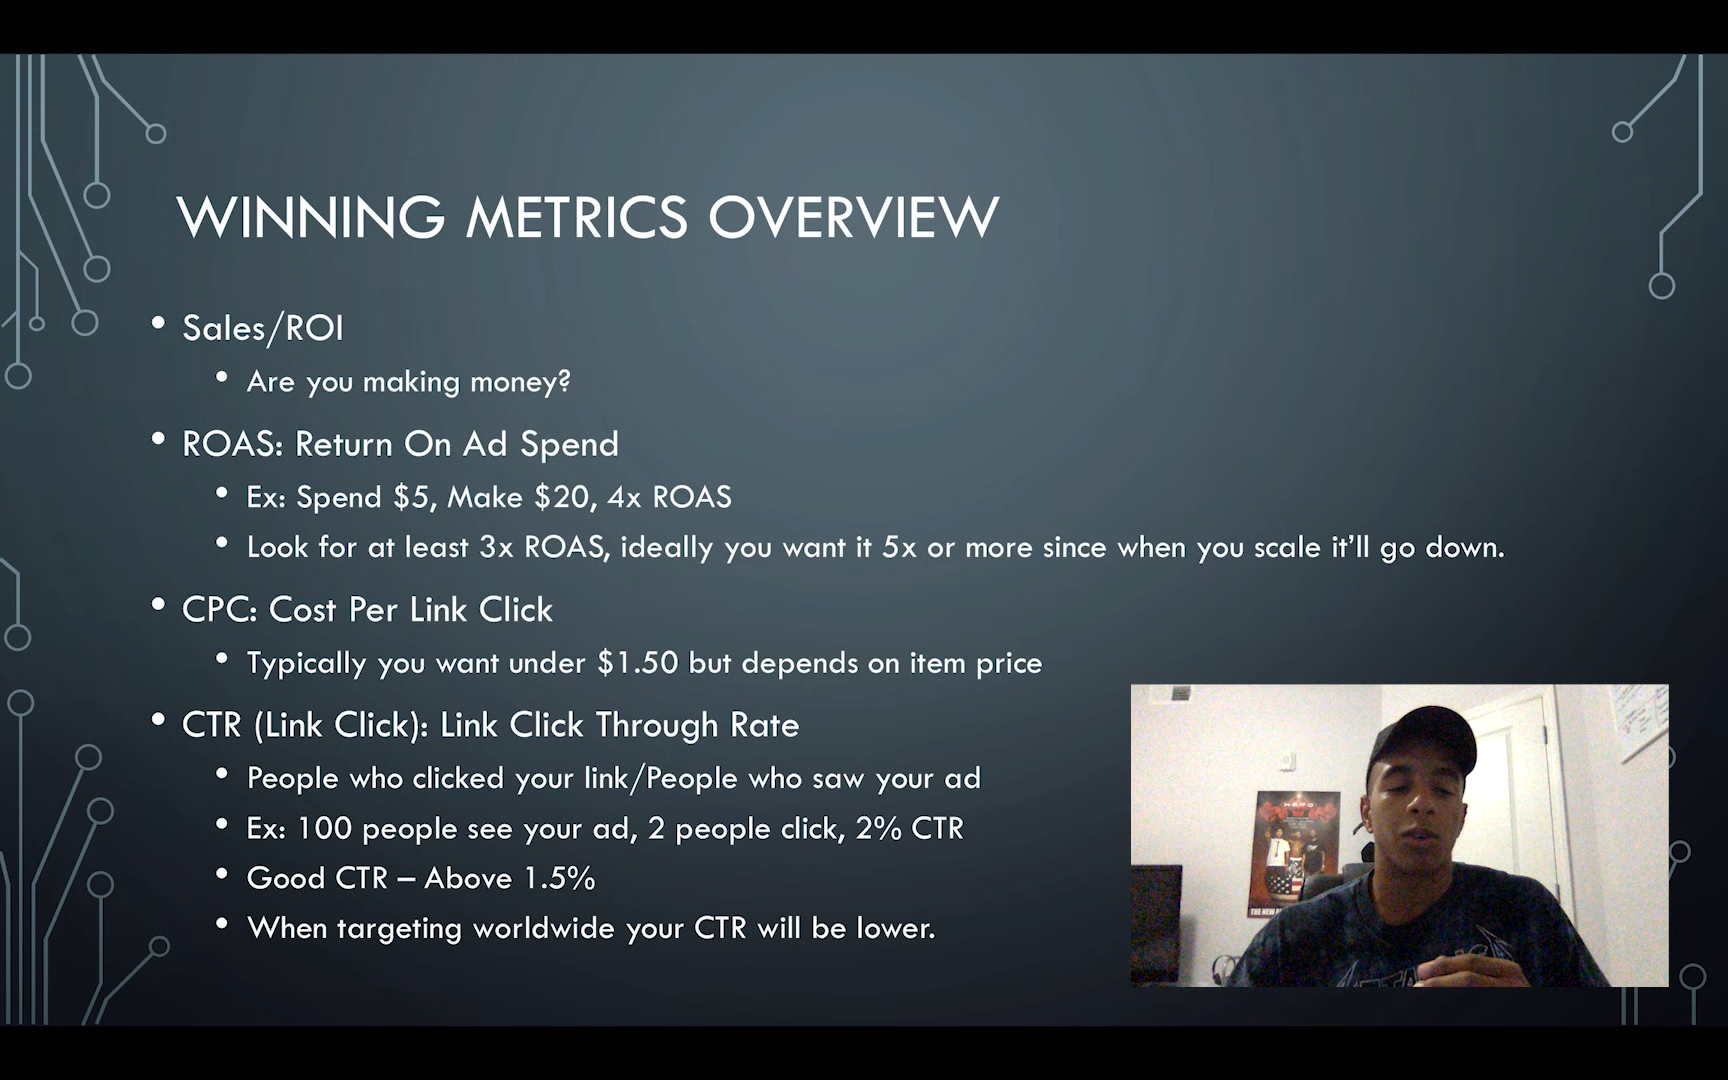 WINNING METRICS OVERVIEW
• Sales/ROI
• Are you making money?
• ROAS: Return On Ad Spend
• Ex: Spend $5, Make $20, 4x ROAS
• Look for at least 3x ROAS, ideally you want it 5x or more since when you scale it’ll go down.
• CPC: Cost Per Link Click
• Typically you want under $1.50 but depends on item price
• CTR (Link Click): Link Click Through Rate
• People who clicked your link/People who saw your ad
• Ex: 100 people see your ad, 2 people click, 2% CTR
• Good CTR – Above 1.5%
• When targeting worldwide your CTR will be lower.
THE NEW